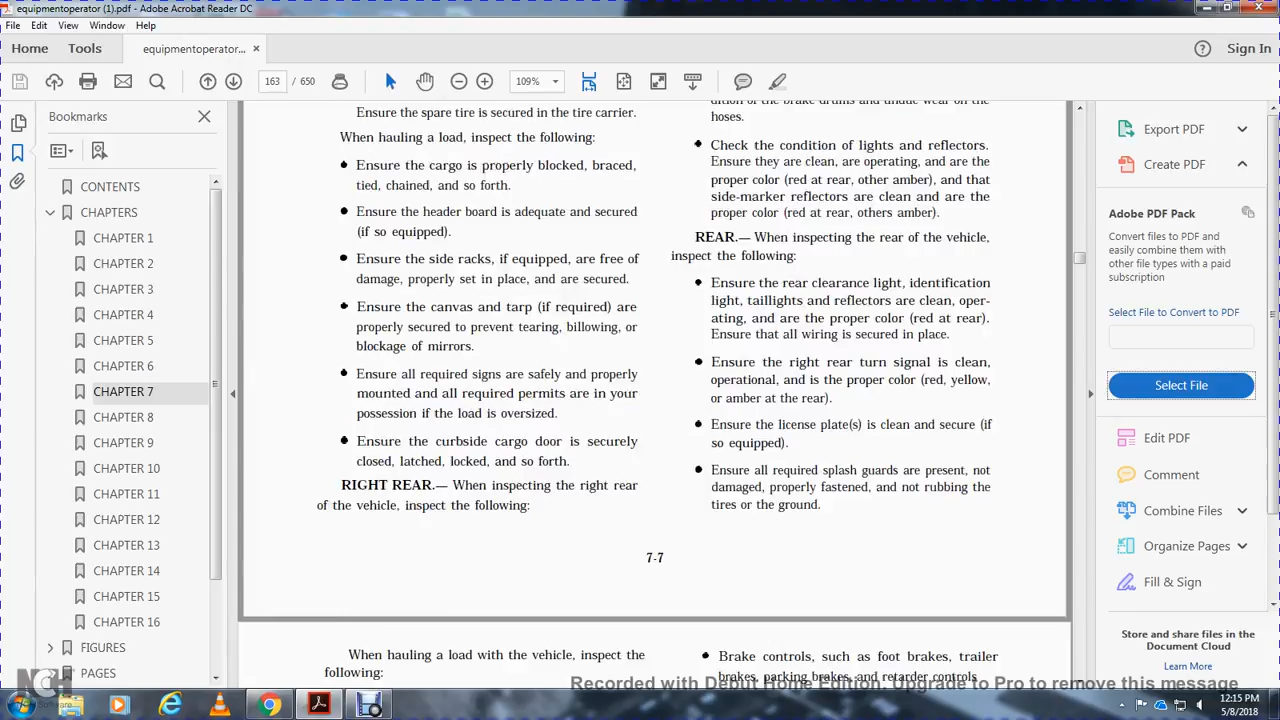 equipmentoperator (1).pdf - Adobe Acrobat Reader DC
File Edit View Window Help
Home Tools equipmentoperator... × Sign In
163 / 650 109%
Bookmarks
CONTENTS
CHAPTERS
CHAPTER 1
CHAPTER 2
CHAPTER 3
CHAPTER 4
CHAPTER 5
CHAPTER 6
CHAPTER 7
CHAPTER 8
CHAPTER 9
CHAPTER 10
CHAPTER 11
CHAPTER 12
CHAPTER 13
CHAPTER 14
CHAPTER 15
CHAPTER 16
FIGURES
PAGES
Ensure the spare tire is secured in the tire carrier.
When hauling a load, inspect the following:
● Ensure the cargo is properly blocked, braced,
tied, chained, and so forth.
● Ensure the header board is adequate and secured
(if so equipped).
● Ensure the side racks, if equipped, are free of
damage, properly set in place, and are secured.
● Ensure the canvas and tarp (if required) are
properly secured to prevent tearing, billowing, or
blockage of mirrors.
● Ensure all required signs are safely and properly
mounted and all required permits are in your
possession if the load is oversized.
● Ensure the curbside cargo door is securely
closed, latched, locked, and so forth.
RIGHT REAR.— When inspecting the right rear
of the vehicle, inspect the following:
dition of the brake drums and undue wear on the
hoses.
● Check the condition of lights and reflectors.
Ensure they are clean, are operating, and are the
proper color (red at rear, other amber), and that
side-marker reflectors are clean and are the
proper color (red at rear, others amber).
REAR.— When inspecting the rear of the vehicle,
inspect the following:
● Ensure the rear clearance light, identification
light, taillights and reflectors are clean, oper-
ating, and are the proper color (red at rear).
Ensure that all wiring is secured in place.
● Ensure the right rear turn signal is clean,
operational, and is the proper color (red, yellow,
or amber at the rear).
● Ensure the license plate(s) is clean and secure (if
so equipped).
● Ensure all required splash guards are present, not
damaged, properly fastened, and not rubbing the
tires or the ground.
7-7
When hauling a load with the vehicle, inspect the
following:
● Brake controls, such as foot brakes, trailer
brakes, parking brakes, and retarder controls
Export PDF
Create PDF
Adobe PDF Pack
Convert files to PDF and
easily combine them with
other file types with a paid
subscription
Select File to Convert to PDF
Select File
Edit PDF
Comment
Combine Files
Organize Pages
Fill & Sign
Store and share files in the
Document Cloud
Learn More
NCH
Software
Recorded with Debut Home Edition. Upgrade to Pro to remove this message
12:15 PM
5/8/2018